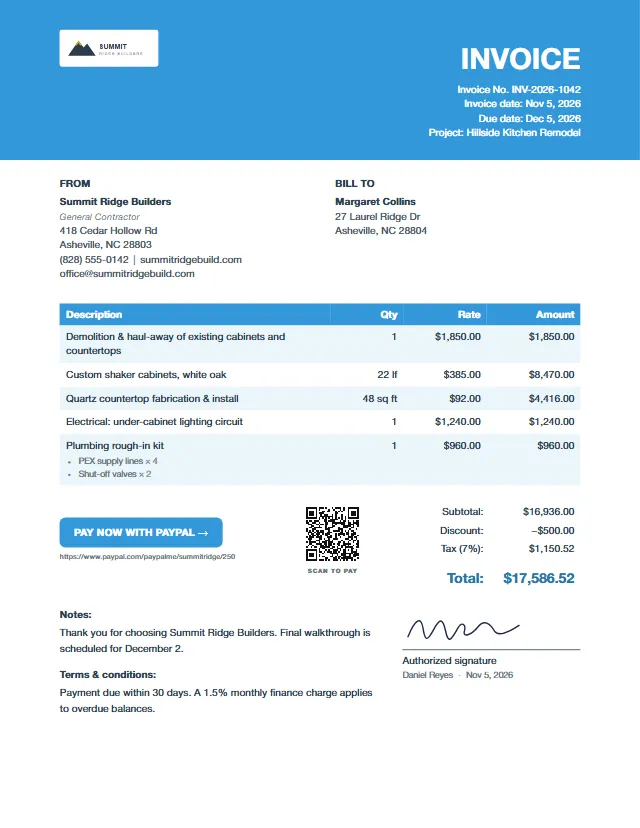 SUMMIT
RIDGE BUILDERS
INVOICE
Invoice No. INV-2026-1042
Invoice date: Nov 5, 2026
Due date: Dec 5, 2026
Project: Hillside Kitchen Remodel
FROM
Summit Ridge Builders
General Contractor
418 Cedar Hollow Rd
Asheville, NC 28803
(828) 555-0142 | summitridgebuild.com
office@summitridgebuild.com
BILL TO
Margaret Collins
27 Laurel Ridge Dr
Asheville, NC 28804
Description Qty Rate Amount
Demolition & haul-away of existing cabinets and
countertops 1 $1,850.00 $1,850.00
Custom shaker cabinets, white oak 22 lf $385.00 $8,470.00
Quartz countertop fabrication & install 48 sq ft $92.00 $4,416.00
Electrical: under-cabinet lighting circuit 1 $1,240.00 $1,240.00
Plumbing rough-in kit 1 $960.00 $960.00
• PEX supply lines × 4
• Shut-off valves × 2
PAY NOW WITH PAYPAL →
https://www.paypal.com/paypalme/summitridge/250
SCAN TO PAY
Subtotal: $16,936.00
Discount: –$500.00
Tax (7%): $1,150.52
Total: $17,586.52
Notes:
Thank you for choosing Summit Ridge Builders. Final walkthrough is
scheduled for December 2.
Terms & conditions:
Payment due within 30 days. A 1.5% monthly finance charge applies
to overdue balances.
Authorized signature
Daniel Reyes · Nov 5, 2026